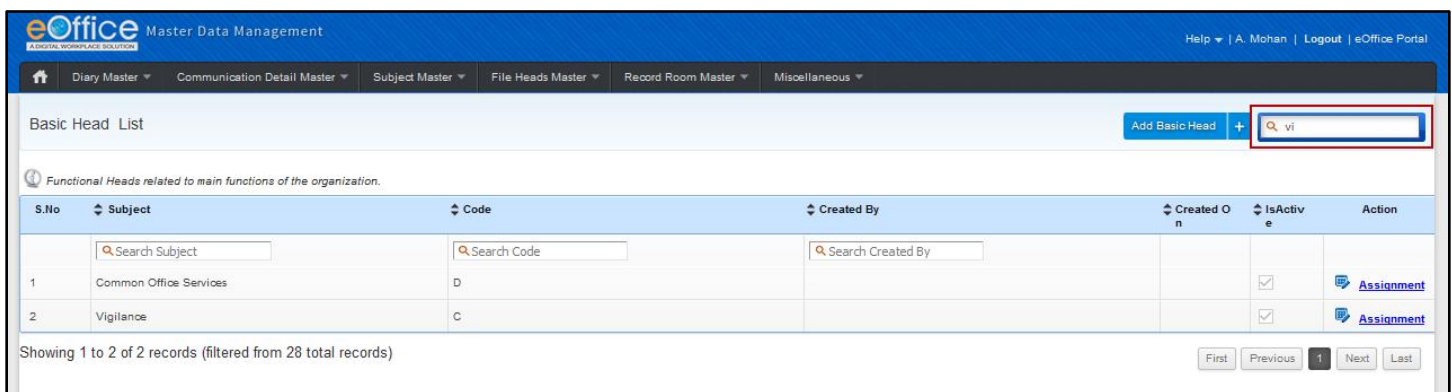 eOffice Master Data Management
A DIGITAL WORKPLACE SOLUTION
Help | A. Mohan | Logout | eOffice Portal
Diary Master Communication Detail Master Subject Master File Heads Master Record Room Master Miscellaneous
Basic Head List Add Basic Head + vi
Functional Heads related to main functions of the organization.
S.No Subject Code Created By Created O IsActiv Action
n e
Search Subject Search Code Search Created By
1 Common Office Services D Assignment
2 Vigilance C Assignment
Showing 1 to 2 of 2 records (filtered from 28 total records) First Previous 1 Next Last